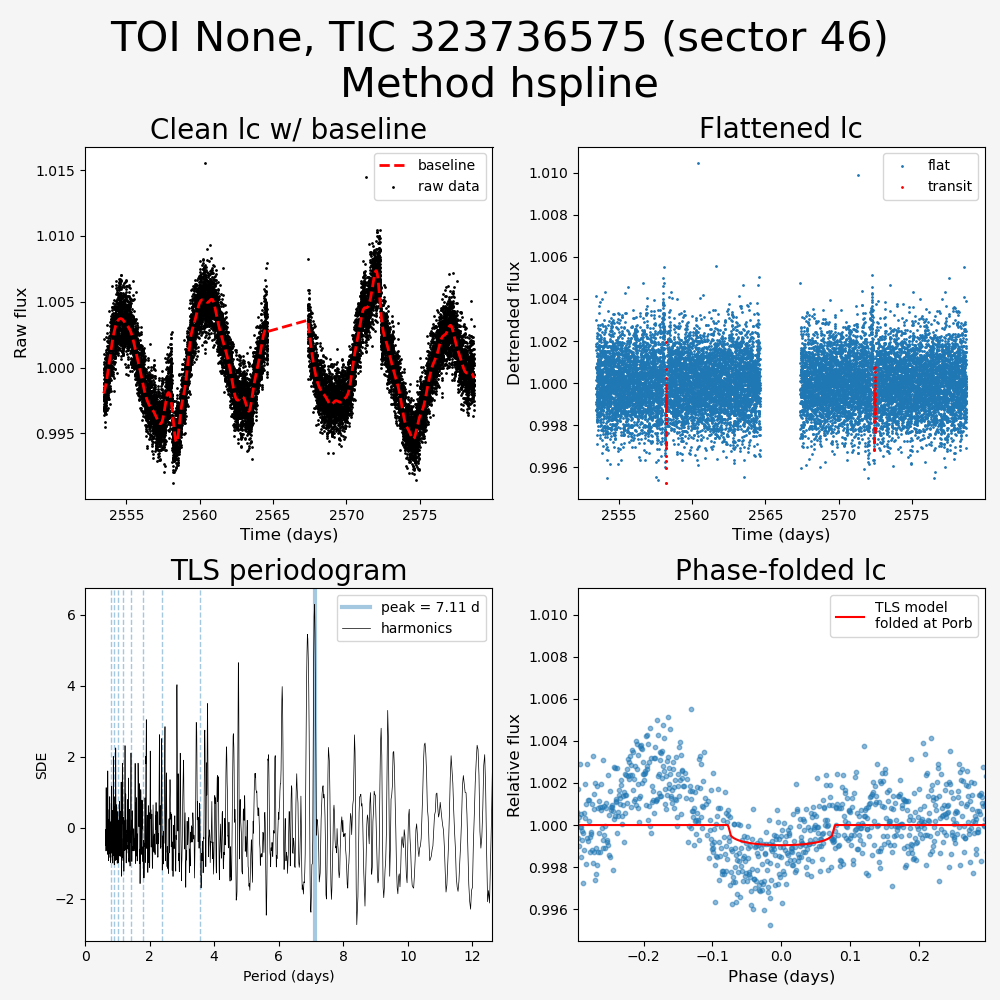 TOI None, TIC 323736575 (sector 46)
Method hspline
Clean lc w/ baseline
Raw flux
1.015
1.010
1.005
1.000
0.995
baseline
raw data
2555
2560
2565
2570
2575
Time (days)
Flattened lc
Detrended flux
1.010
1.008
1.006
1.004
1.002
1.000
0.998
0.996
flat
transit
2555
2560
2565
2570
2575
Time (days)
TLS periodogram
SDE
6
4
2
0
−2
peak = 7.11 d
harmonics
0
2
4
6
8
10
12
Period (days)
Phase-folded lc
Relative flux
1.010
1.008
1.006
1.004
1.002
1.000
0.998
0.996
TLS model
folded at Porb
−0.2
−0.1
0.0
0.1
0.2
Phase (days)